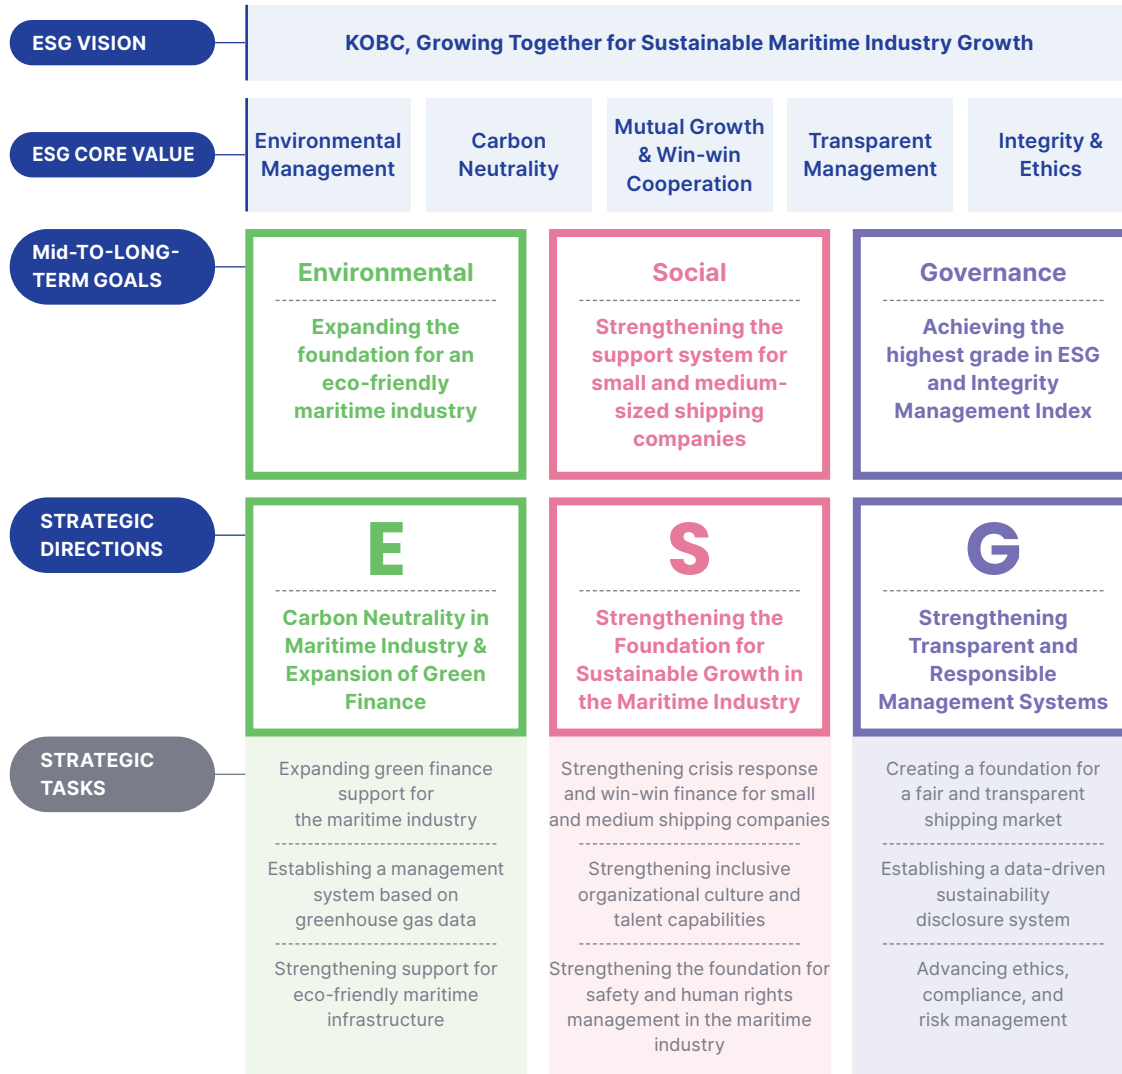 ESG VISION
KOBC, Growing Together for Sustainable Maritime Industry Growth
ESG CORE VALUE
Environmental
Management
Carbon
Neutrality
Mutual Growth
& Win-win
Cooperation
Transparent
Management
Integrity &
Ethics
Mid-TO-LONG-
TERM GOALS
Environmental
Expanding the
foundation for an
eco-friendly
maritime industry
Social
Strengthening the
support system for
small and medium-
sized shipping
companies
Governance
Achieving the
highest grade in ESG
and Integrity
Management Index
STRATEGIC
DIRECTIONS
E
Carbon Neutrality in
Maritime Industry &
Expansion of Green
Finance
S
Strengthening the
Foundation for
Sustainable Growth in
the Maritime Industry
G
Strengthening
Transparent and
Responsible
Management Systems
STRATEGIC
TASKS
Expanding green finance
support for
the maritime industry
Establishing a management
system based on
greenhouse gas data
Strengthening support for
eco-friendly maritime
infrastructure
Strengthening crisis response
and win-win finance for small
and medium shipping companies
Strengthening inclusive
organizational culture and
talent capabilities
Strengthening the foundation for
safety and human rights
management in the maritime
industry
Creating a foundation for
a fair and transparent
shipping market
Establishing a data-driven
sustainability
disclosure system
Advancing ethics,
compliance, and
risk management